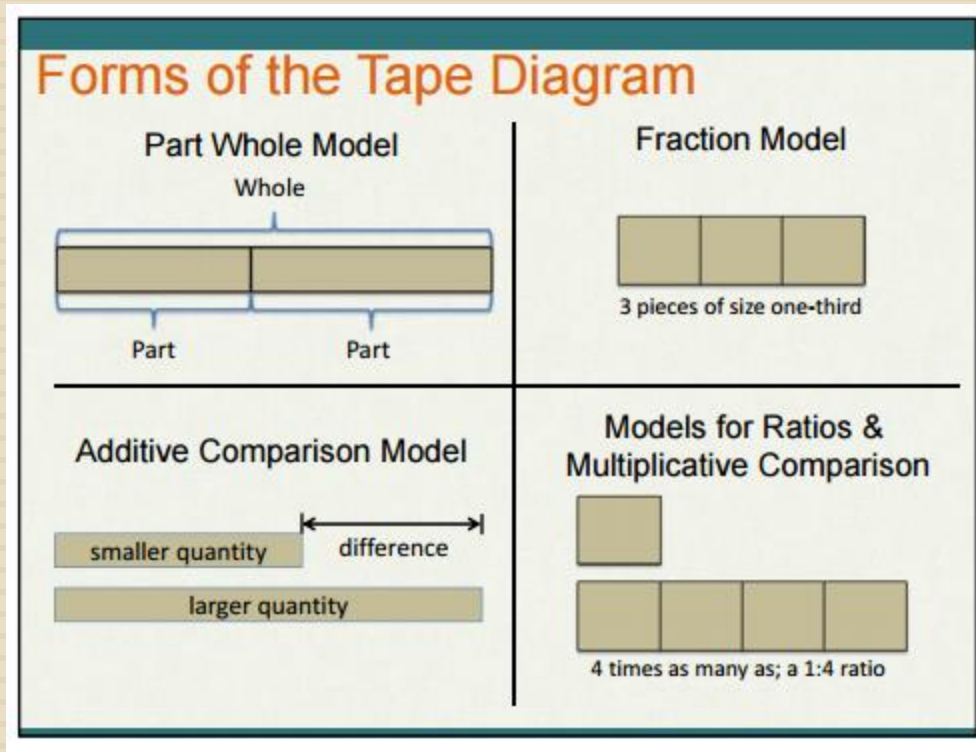 Forms of the Tape Diagram
Part Whole Model
Whole
Part
Part
Fraction Model
3 pieces of size one-third
Additive Comparison Model
smaller quantity
difference
larger quantity
Models for Ratios &
Multiplicative Comparison
4 times as many as; a 1:4 ratio